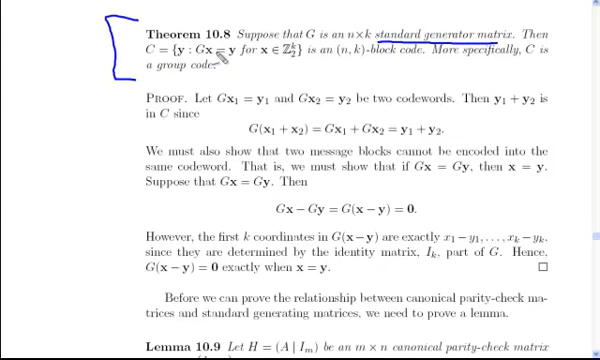 Theorem 10.8 Suppose that G is an n×k standard generator matrix. Then
C = {y : Gx = y for x ∈ ℤ₂ᵏ} is an (n, k)-block code. More specifically, C is
a group code.
PROOF. Let Gx₁ = y₁ and Gx₂ = y₂ be two codewords. Then y₁ + y₂ is
in C since
G(x₁ + x₂) = Gx₁ + Gx₂ = y₁ + y₂.
We must also show that two message blocks cannot be encoded into the
same codeword. That is, we must show that if Gx = Gy, then x = y.
Suppose that Gx = Gy. Then
Gx − Gy = G(x − y) = 0.
However, the first k coordinates in G(x−y) are exactly x₁−y₁, . . . , xₖ−yₖ,
since they are determined by the identity matrix, Iₖ, part of G. Hence,
G(x − y) = 0 exactly when x = y. □
Before we can prove the relationship between canonical parity-check ma-
trices and standard generating matrices, we need to prove a lemma.
Lemma 10.9 Let H = (A | Iₘ) be an m × n canonical parity-check matrix